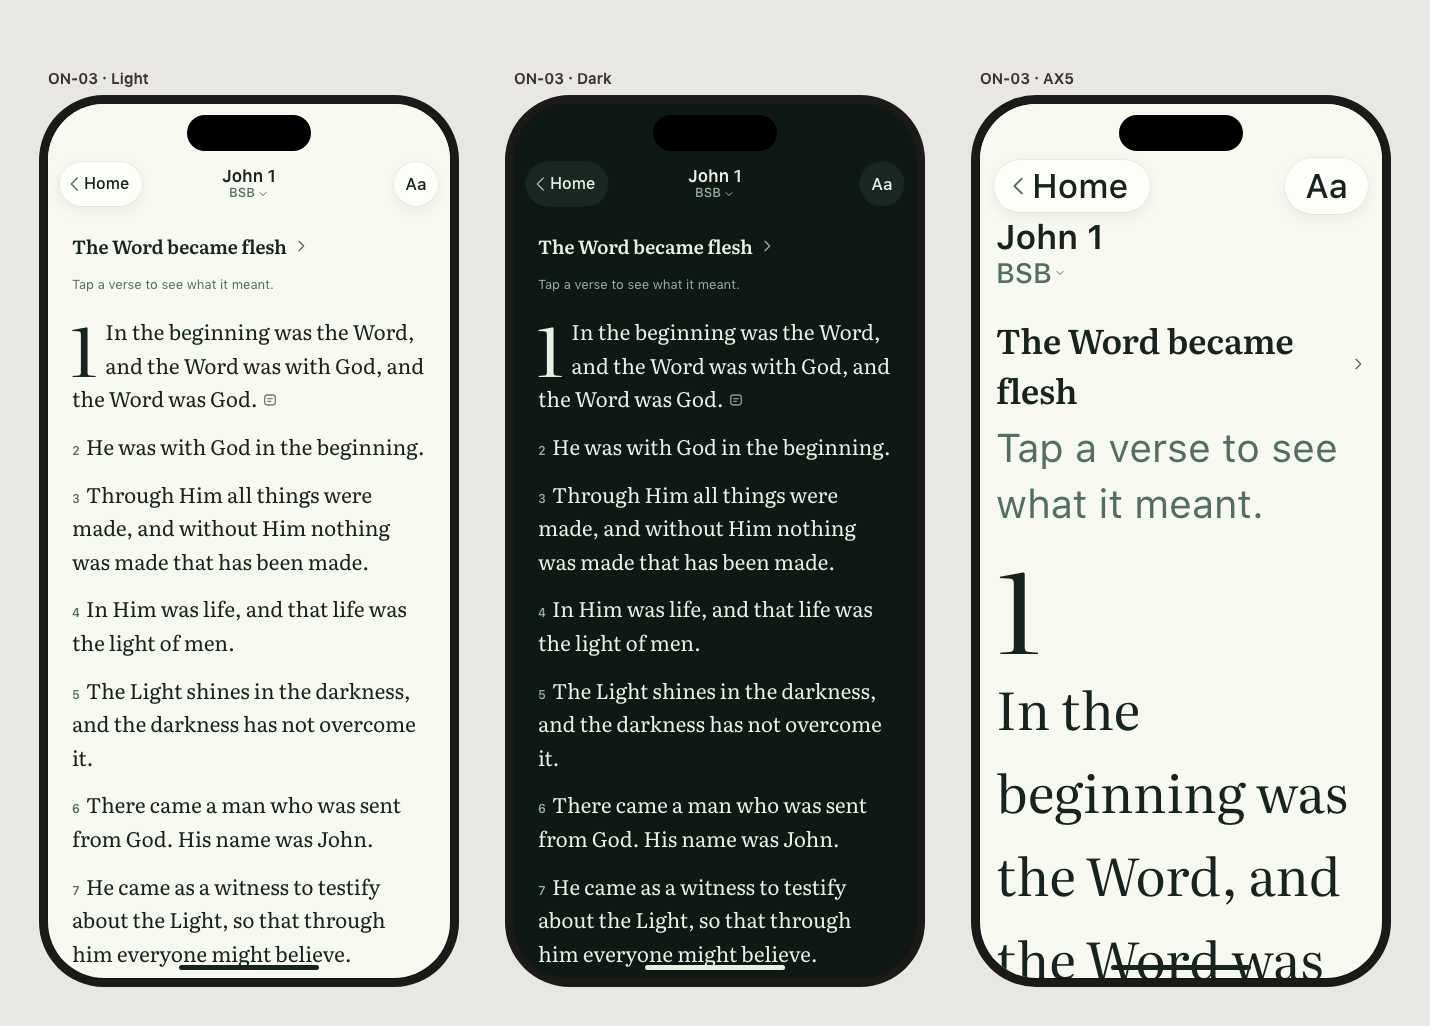 ON-03 · Light
Home
John 1
BSB
Aa
The Word became flesh
Tap a verse to see what it meant.
1 In the beginning was the Word,
and the Word was with God, and
the Word was God.
2 He was with God in the beginning.
3 Through Him all things were
made, and without Him nothing
was made that has been made.
4 In Him was life, and that life was
the light of men.
5 The Light shines in the darkness,
and the darkness has not overcome
it.
6 There came a man who was sent
from God. His name was John.
7 He came as a witness to testify
about the Light, so that through
him everyone might believe.
ON-03 · Dark
Home
John 1
BSB
Aa
The Word became flesh
Tap a verse to see what it meant.
1 In the beginning was the Word,
and the Word was with God, and
the Word was God.
2 He was with God in the beginning.
3 Through Him all things were
made, and without Him nothing
was made that has been made.
4 In Him was life, and that life was
the light of men.
5 The Light shines in the darkness,
and the darkness has not overcome
it.
6 There came a man who was sent
from God. His name was John.
7 He came as a witness to testify
about the Light, so that through
him everyone might believe.
ON-03 · AX5
Home
Aa
John 1
BSB
The Word became
flesh
Tap a verse to see
what it meant.
1
In the
beginning was
the Word, and
the Word was